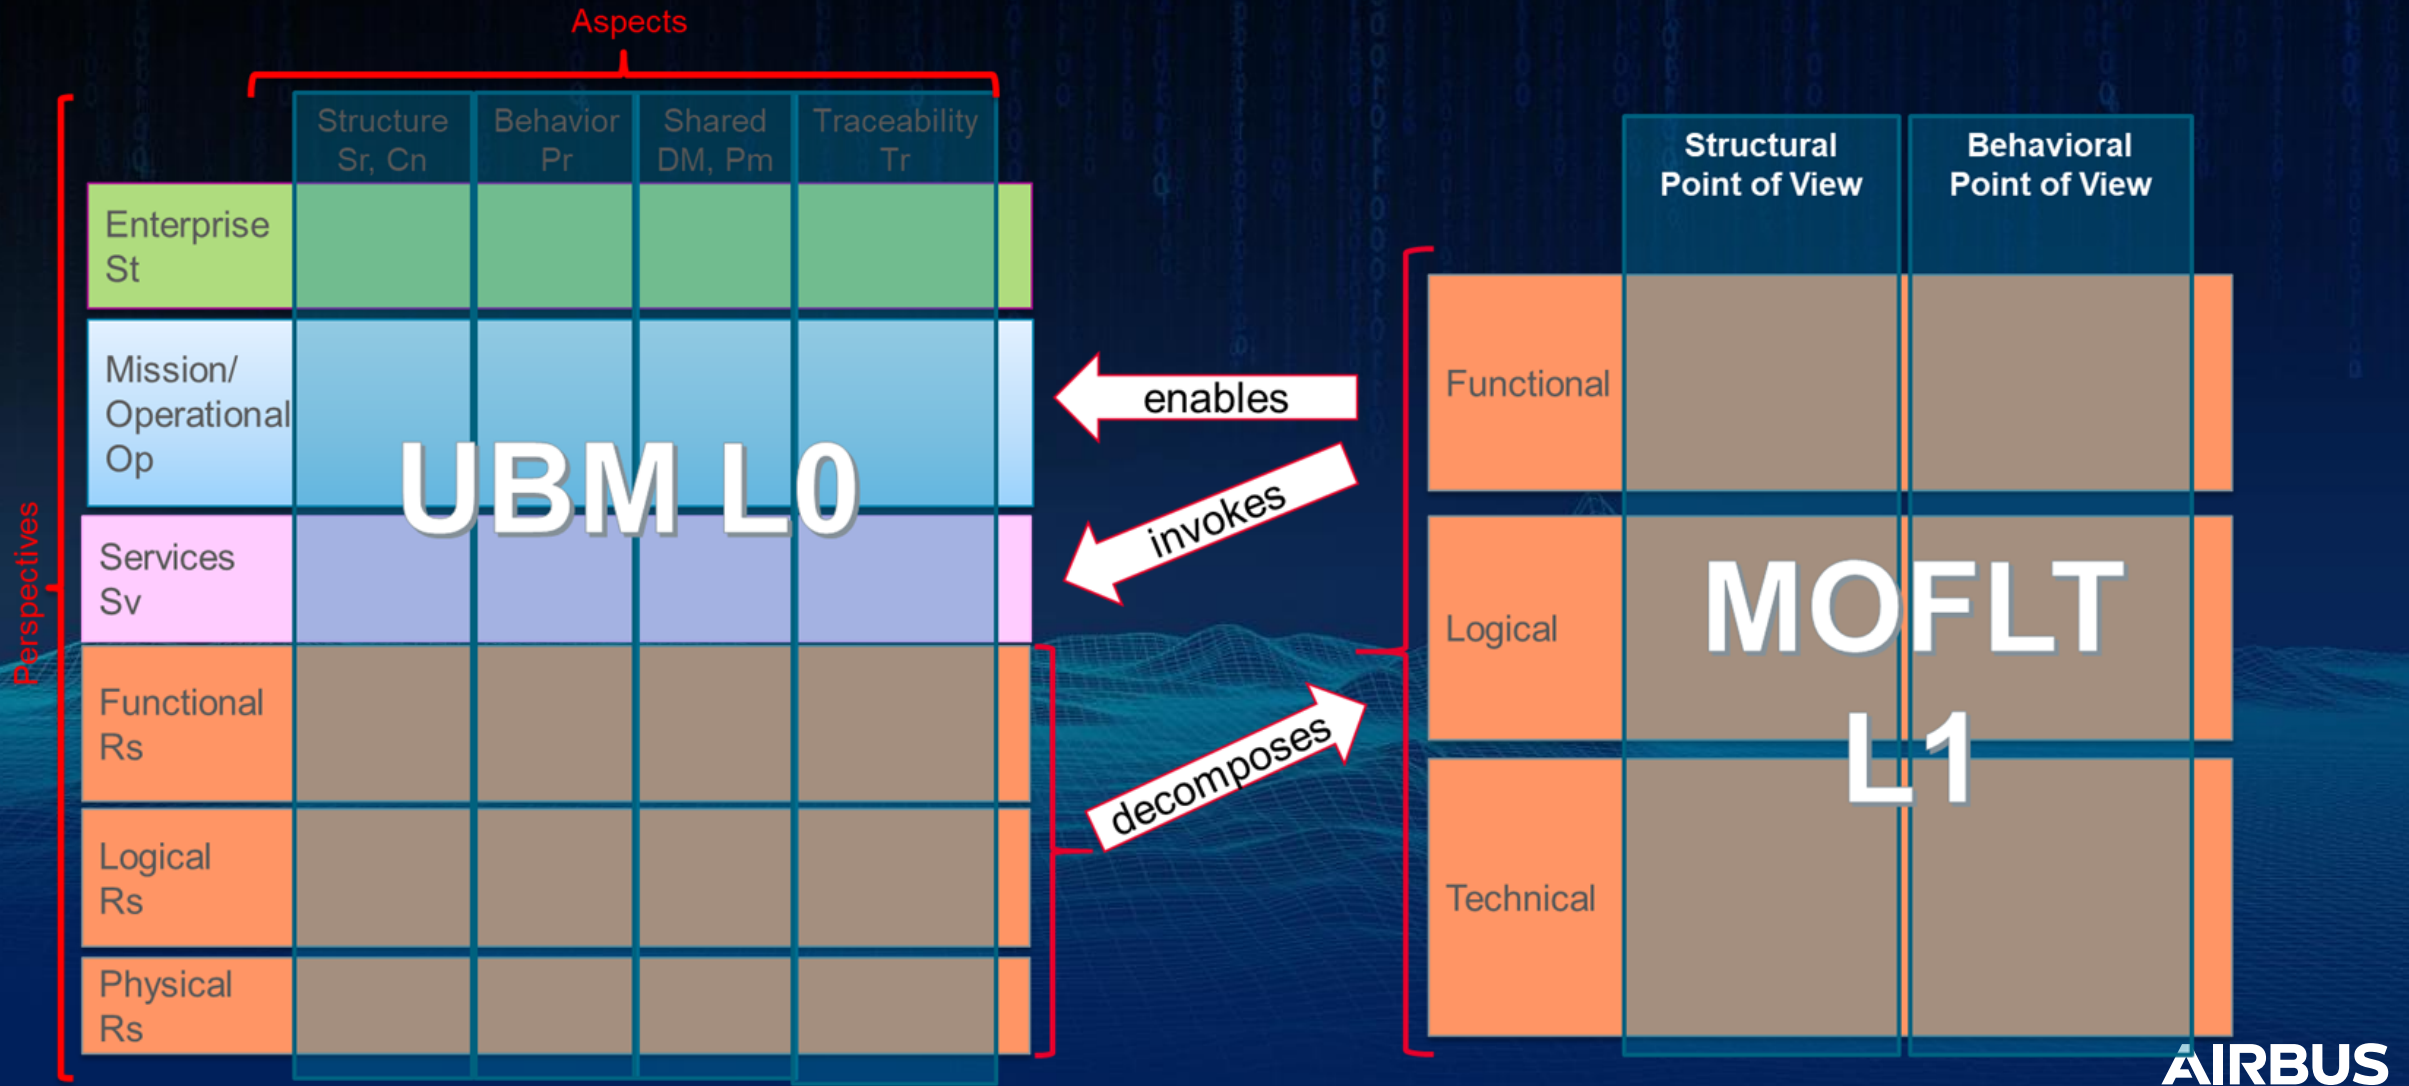 Aspects
Perspectives
Structure
Sr, Cn
Behavior
Pr
Shared
DM, Pm
Traceability
Tr
Enterprise
St
Mission/
Operational
Op
Services
Sv
Functional
Rs
Logical
Rs
Physical
Rs
UBM L0
enables
invokes
decomposes
Structural
Point of View
Behavioral
Point of View
Functional
Logical
Technical
MOFLT
L1
AIRBUS